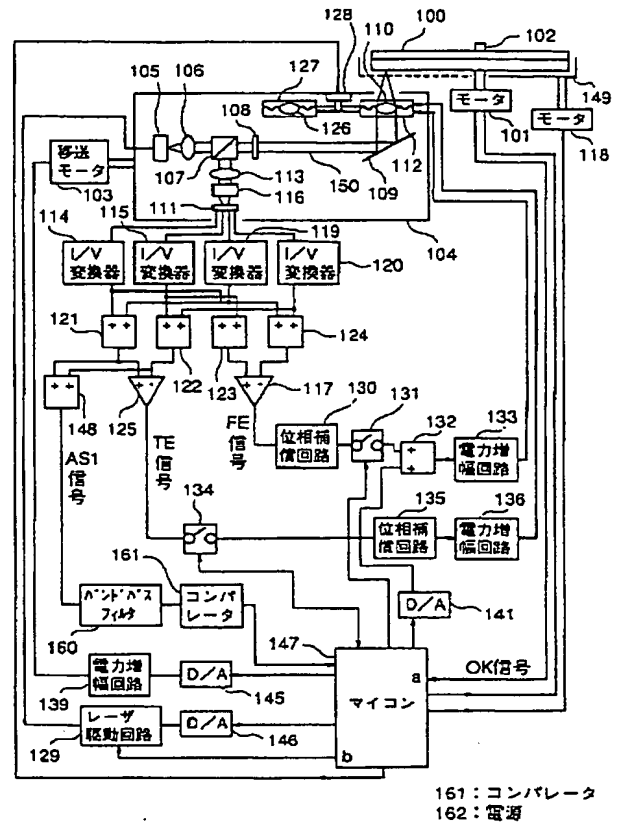 128
110
100
102
127
105
106
108
149
モータ
101
モータ
118
126
112
移送
モータ
103
107
113
150
109
116
111
104
114
115
119
I/V
変換器
I/V
変換器
I/V
変換器
I/V
変換器
120
121
+ +
+ +
+ +
+ +
124
122
123
+ +
148
+ -
125
+ -
117
AS1
信号
TE
信号
FE
信号
130
位相補
償回路
131
132
+
+
133
電力増
幅回路
134
135
位相補
償回路
136
電力増
幅回路
161
バンドパス
フィルタ
160
コンパ
レータ
D/A
141
147
OK信号
a
マイコン
b
電力増
幅回路
139
D/A
145
レーザ
駆動回路
129
D/A
146
161:コンパレータ
162:電源